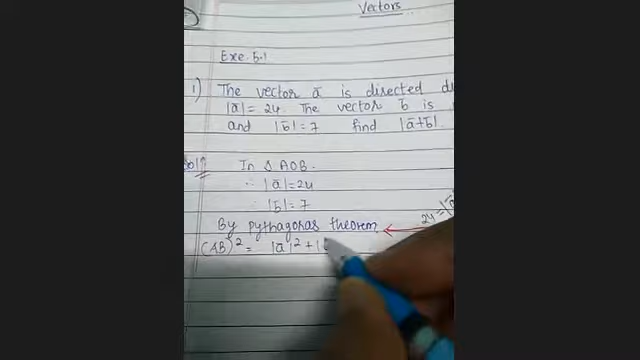 Vectors
Exe. 5.1
1) The vector ā is directed
|ā| = 24. The vector b̄ is
and |b̄| = 7 find |ā+b̄|
Sol⁠ⁿ In Δ AOB.
∴ |ā| = 24
∴ |b̄| = 7
By pythagoras theorem
24 = |ā|
(AB)² = |ā|² + |